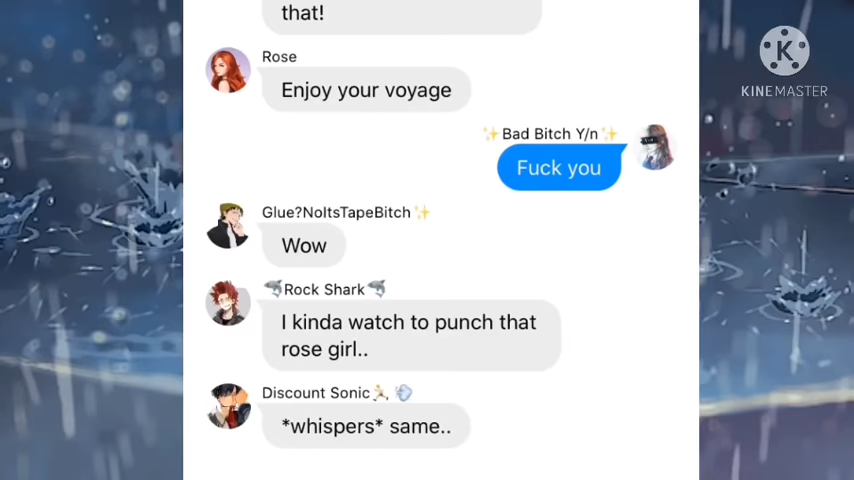 that!
Rose
Enjoy your voyage
✨Bad Bitch Y/n✨
Fuck you
Glue?NoItsTapeBitch✨
Wow
🦈Rock Shark🦈
I kinda watch to punch that
rose girl..
Discount Sonic🏃💨
*whispers* same..
K
KINEMASTER